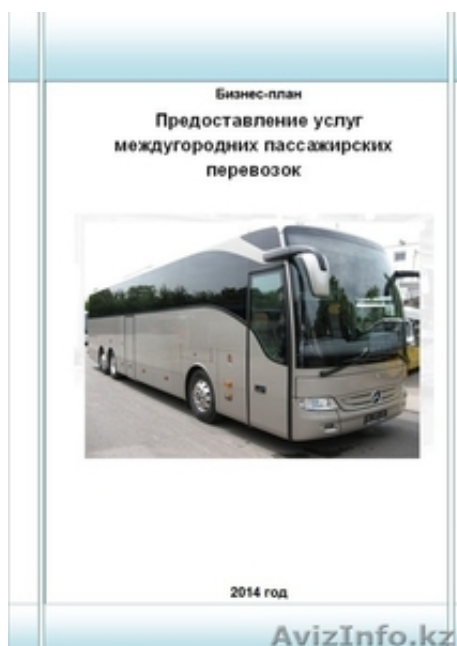 Бизнес-план
Предоставление услуг
междугородних пассажирских
перевозок
2014 год
AvizInfo.kz